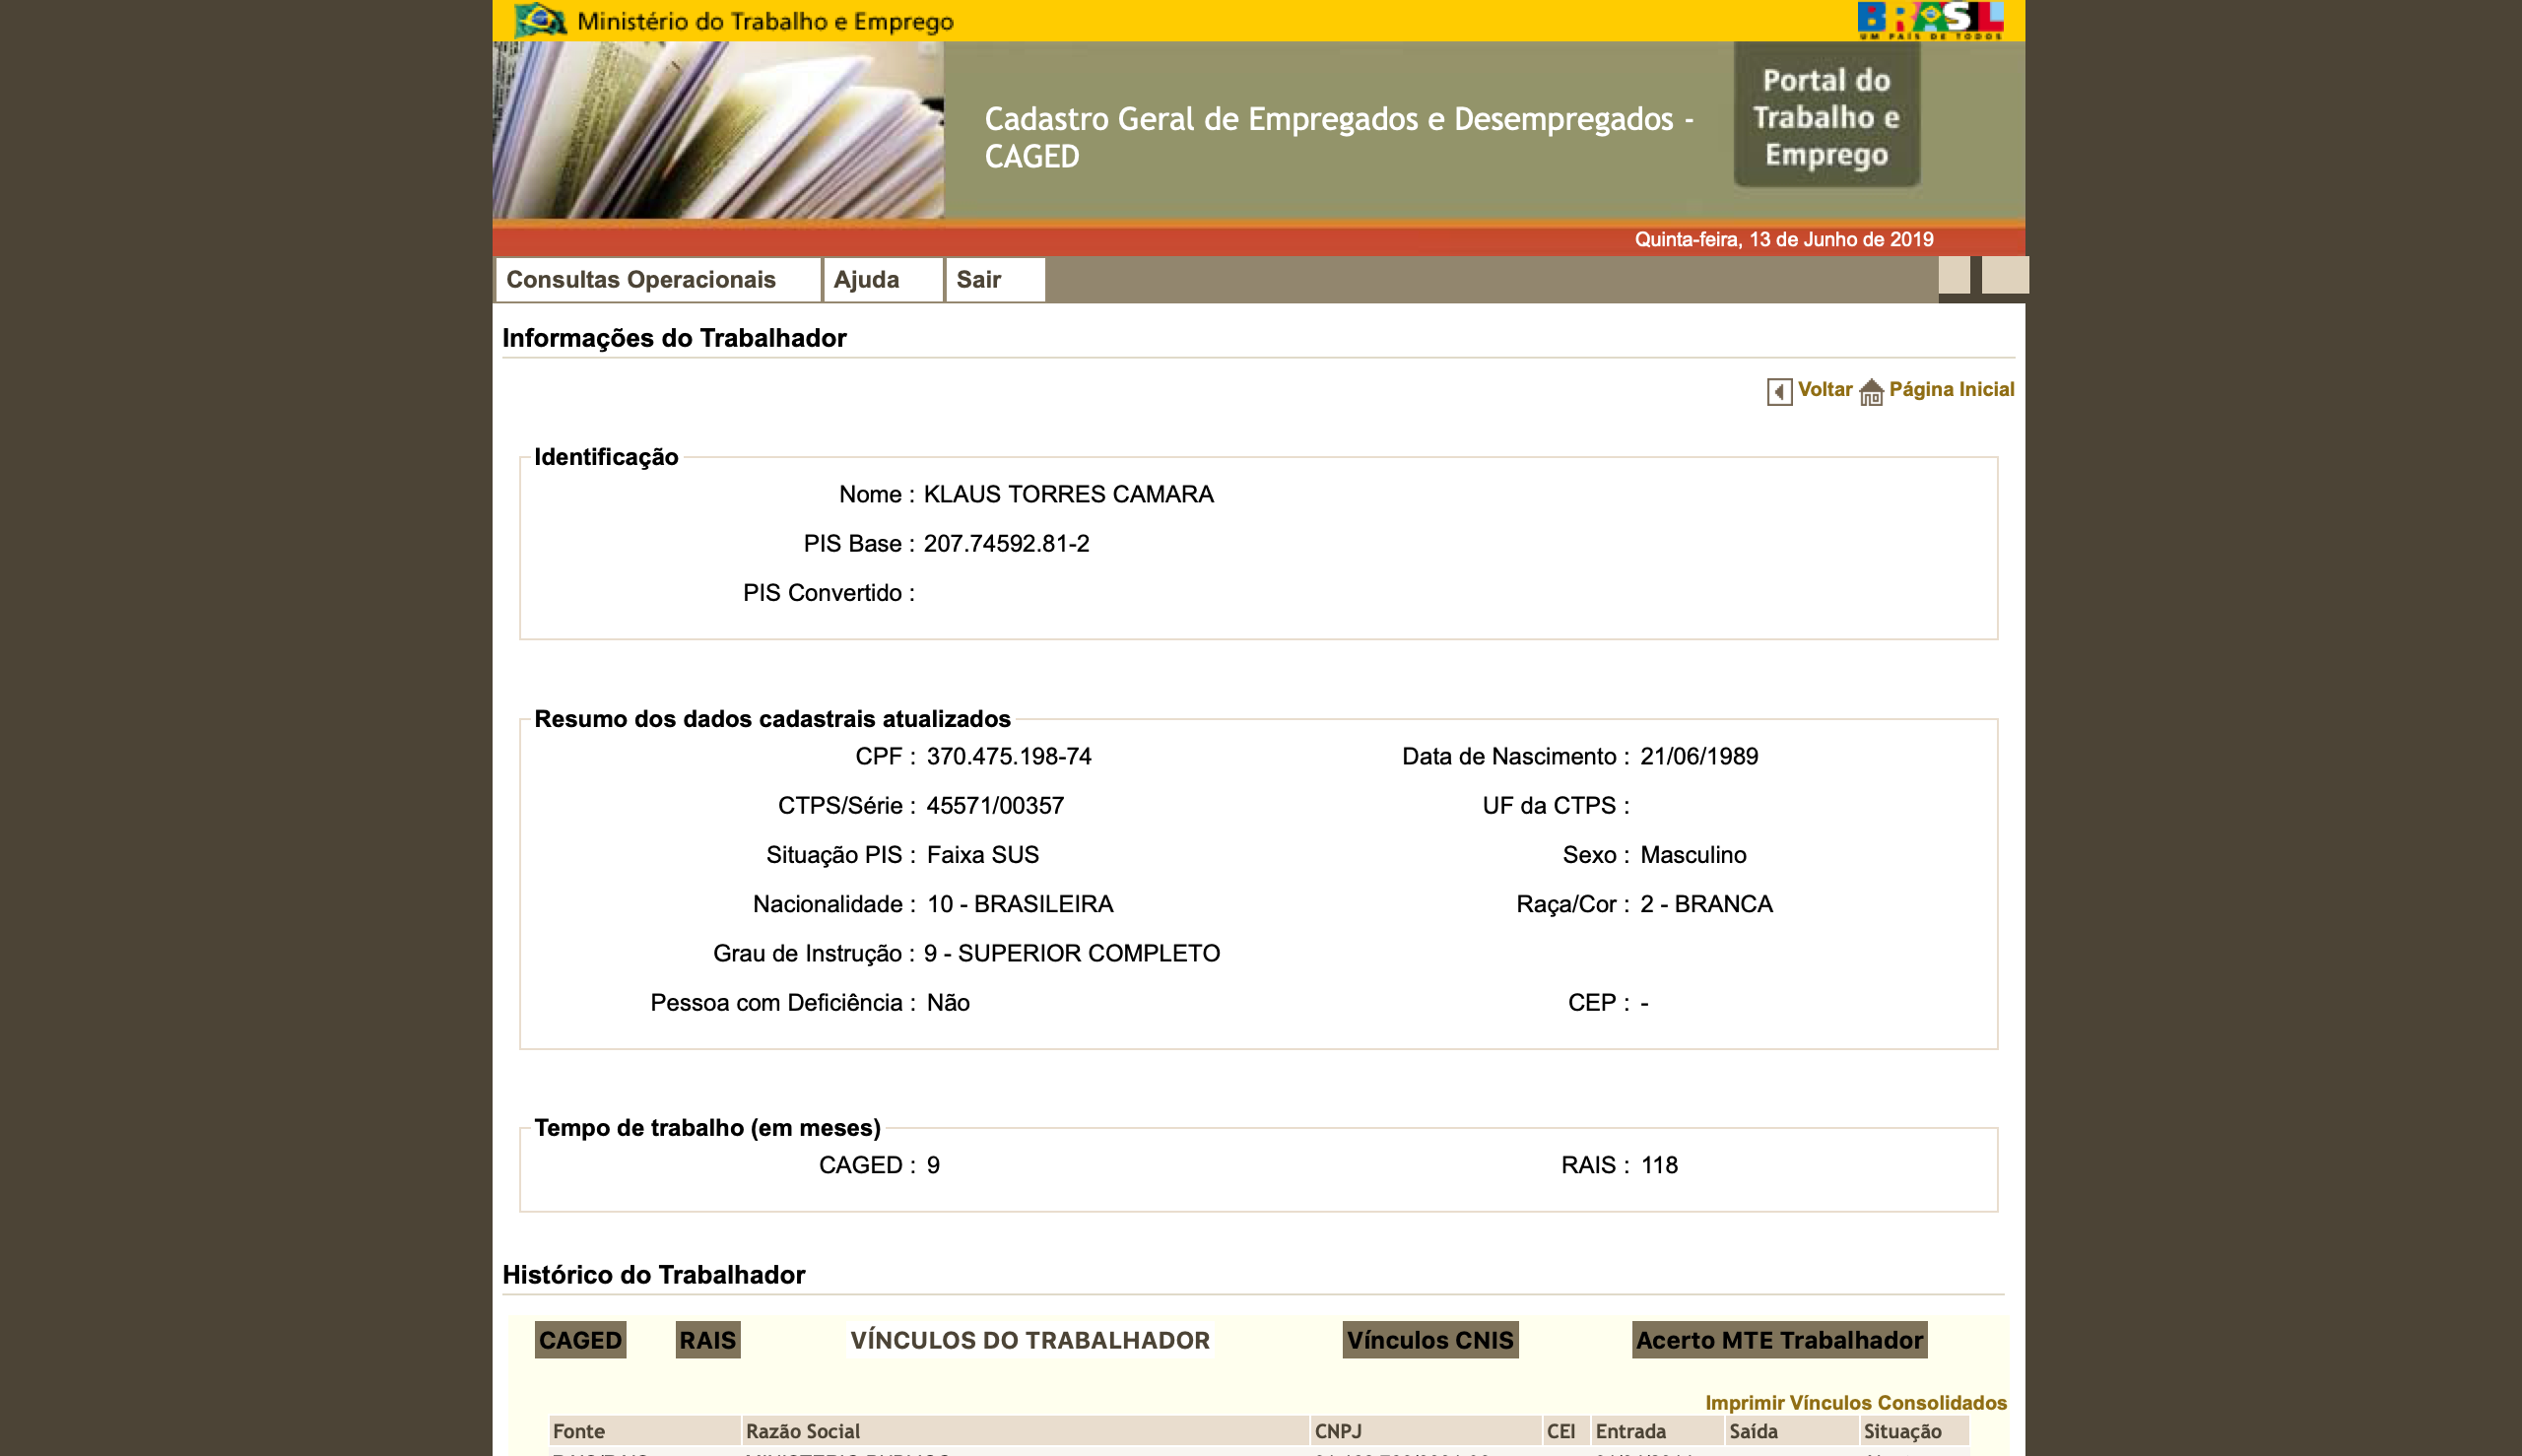 Ministério do Trabalho e Emprego
BRASIL
UM PAÍS DE TODOS
Cadastro Geral de Empregados e Desempregados -
CAGED
Portal do
Trabalho e
Emprego
Quinta-feira, 13 de Junho de 2019
Consultas Operacionais Ajuda Sair
Informações do Trabalhador
Voltar Página Inicial
Identificação
Nome : KLAUS TORRES CAMARA
PIS Base : 207.74592.81-2
PIS Convertido :
Resumo dos dados cadastrais atualizados
CPF : 370.475.198-74 Data de Nascimento : 21/06/1989
CTPS/Série : 45571/00357 UF da CTPS :
Situação PIS : Faixa SUS Sexo : Masculino
Nacionalidade : 10 - BRASILEIRA Raça/Cor : 2 - BRANCA
Grau de Instrução : 9 - SUPERIOR COMPLETO
Pessoa com Deficiência : Não CEP : -
Tempo de trabalho (em meses)
CAGED : 9 RAIS : 118
Histórico do Trabalhador
CAGED RAIS VÍNCULOS DO TRABALHADOR Vínculos CNIS Acerto MTE Trabalhador
Imprimir Vínculos Consolidados
Fonte Razão Social CNPJ CEI Entrada Saída Situação